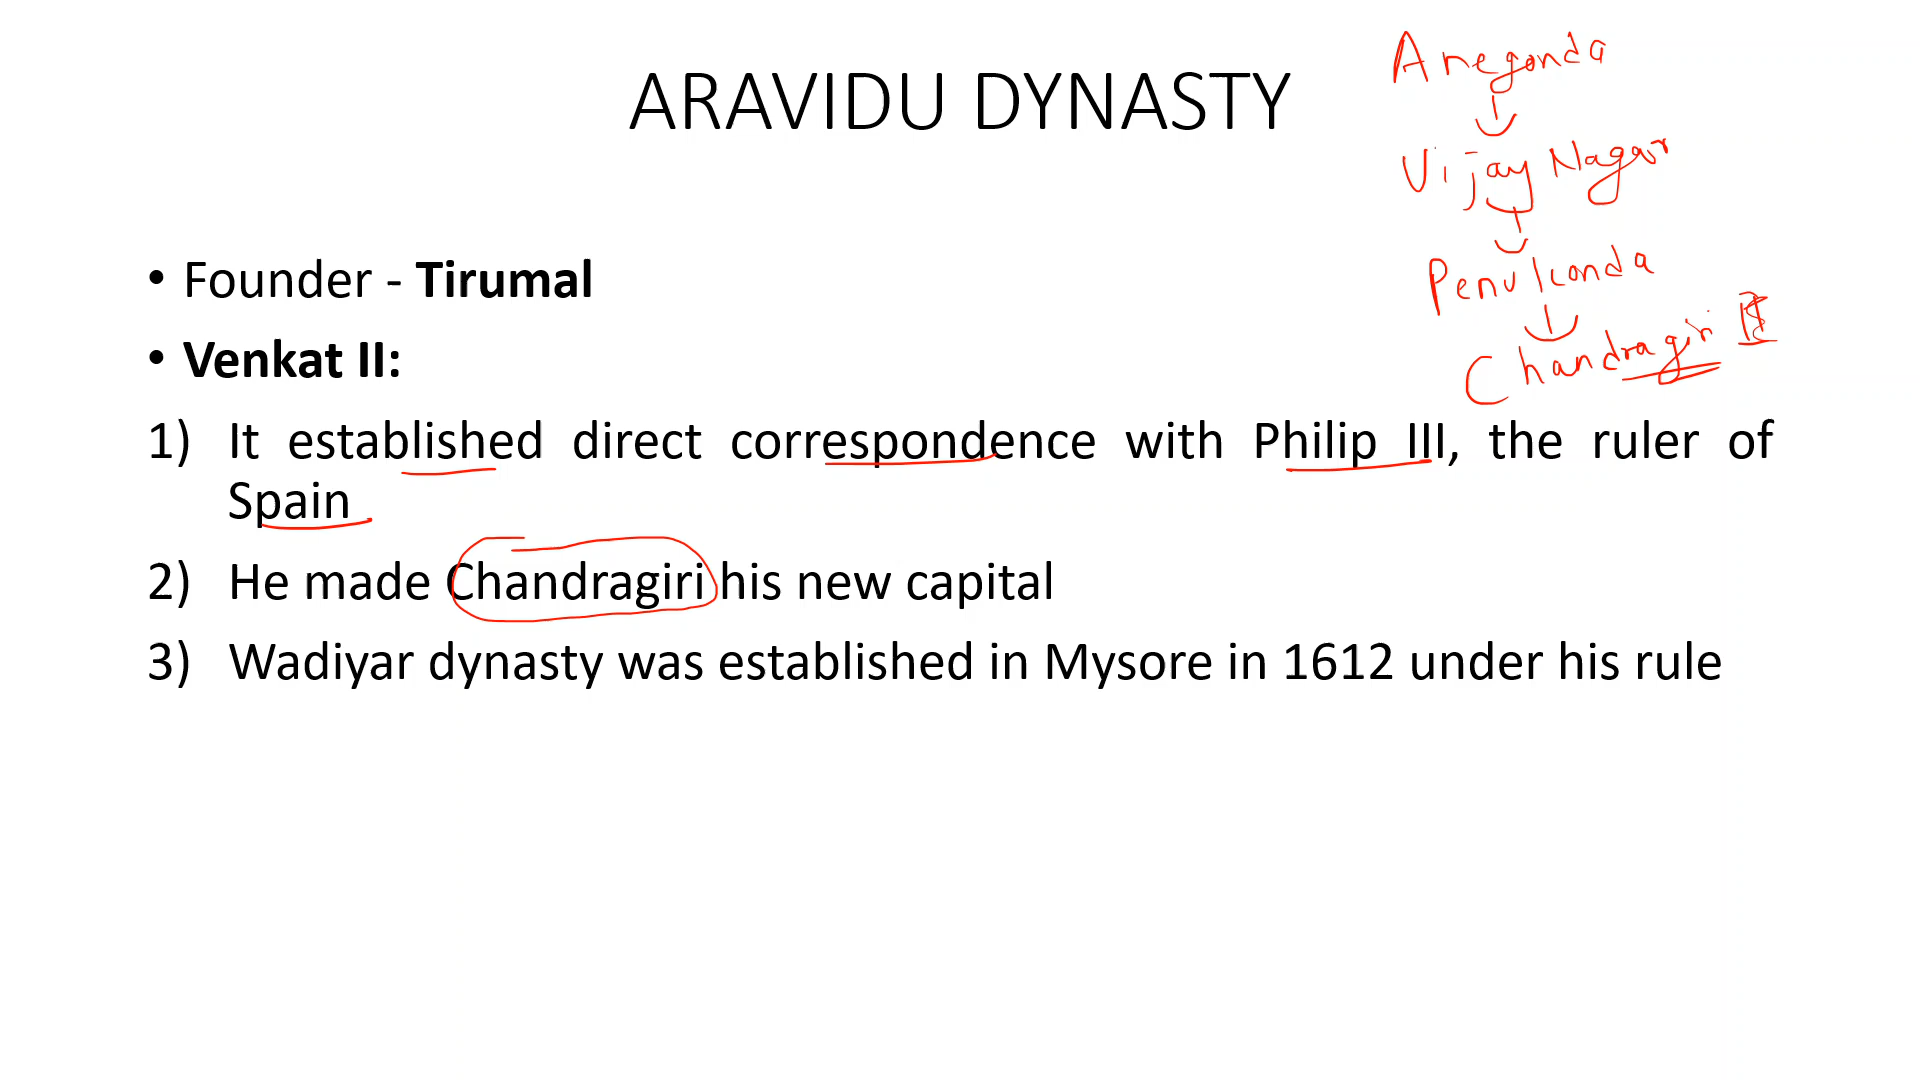 ARAVIDU DYNASTY
Anegonda
Vijay Nagar
Penukonda
Chandragiri
• Founder - Tirumal
• Venkat II:
1) It established direct correspondence with Philip III, the ruler of
Spain
2) He made Chandragiri his new capital
3) Wadiyar dynasty was established in Mysore in 1612 under his rule